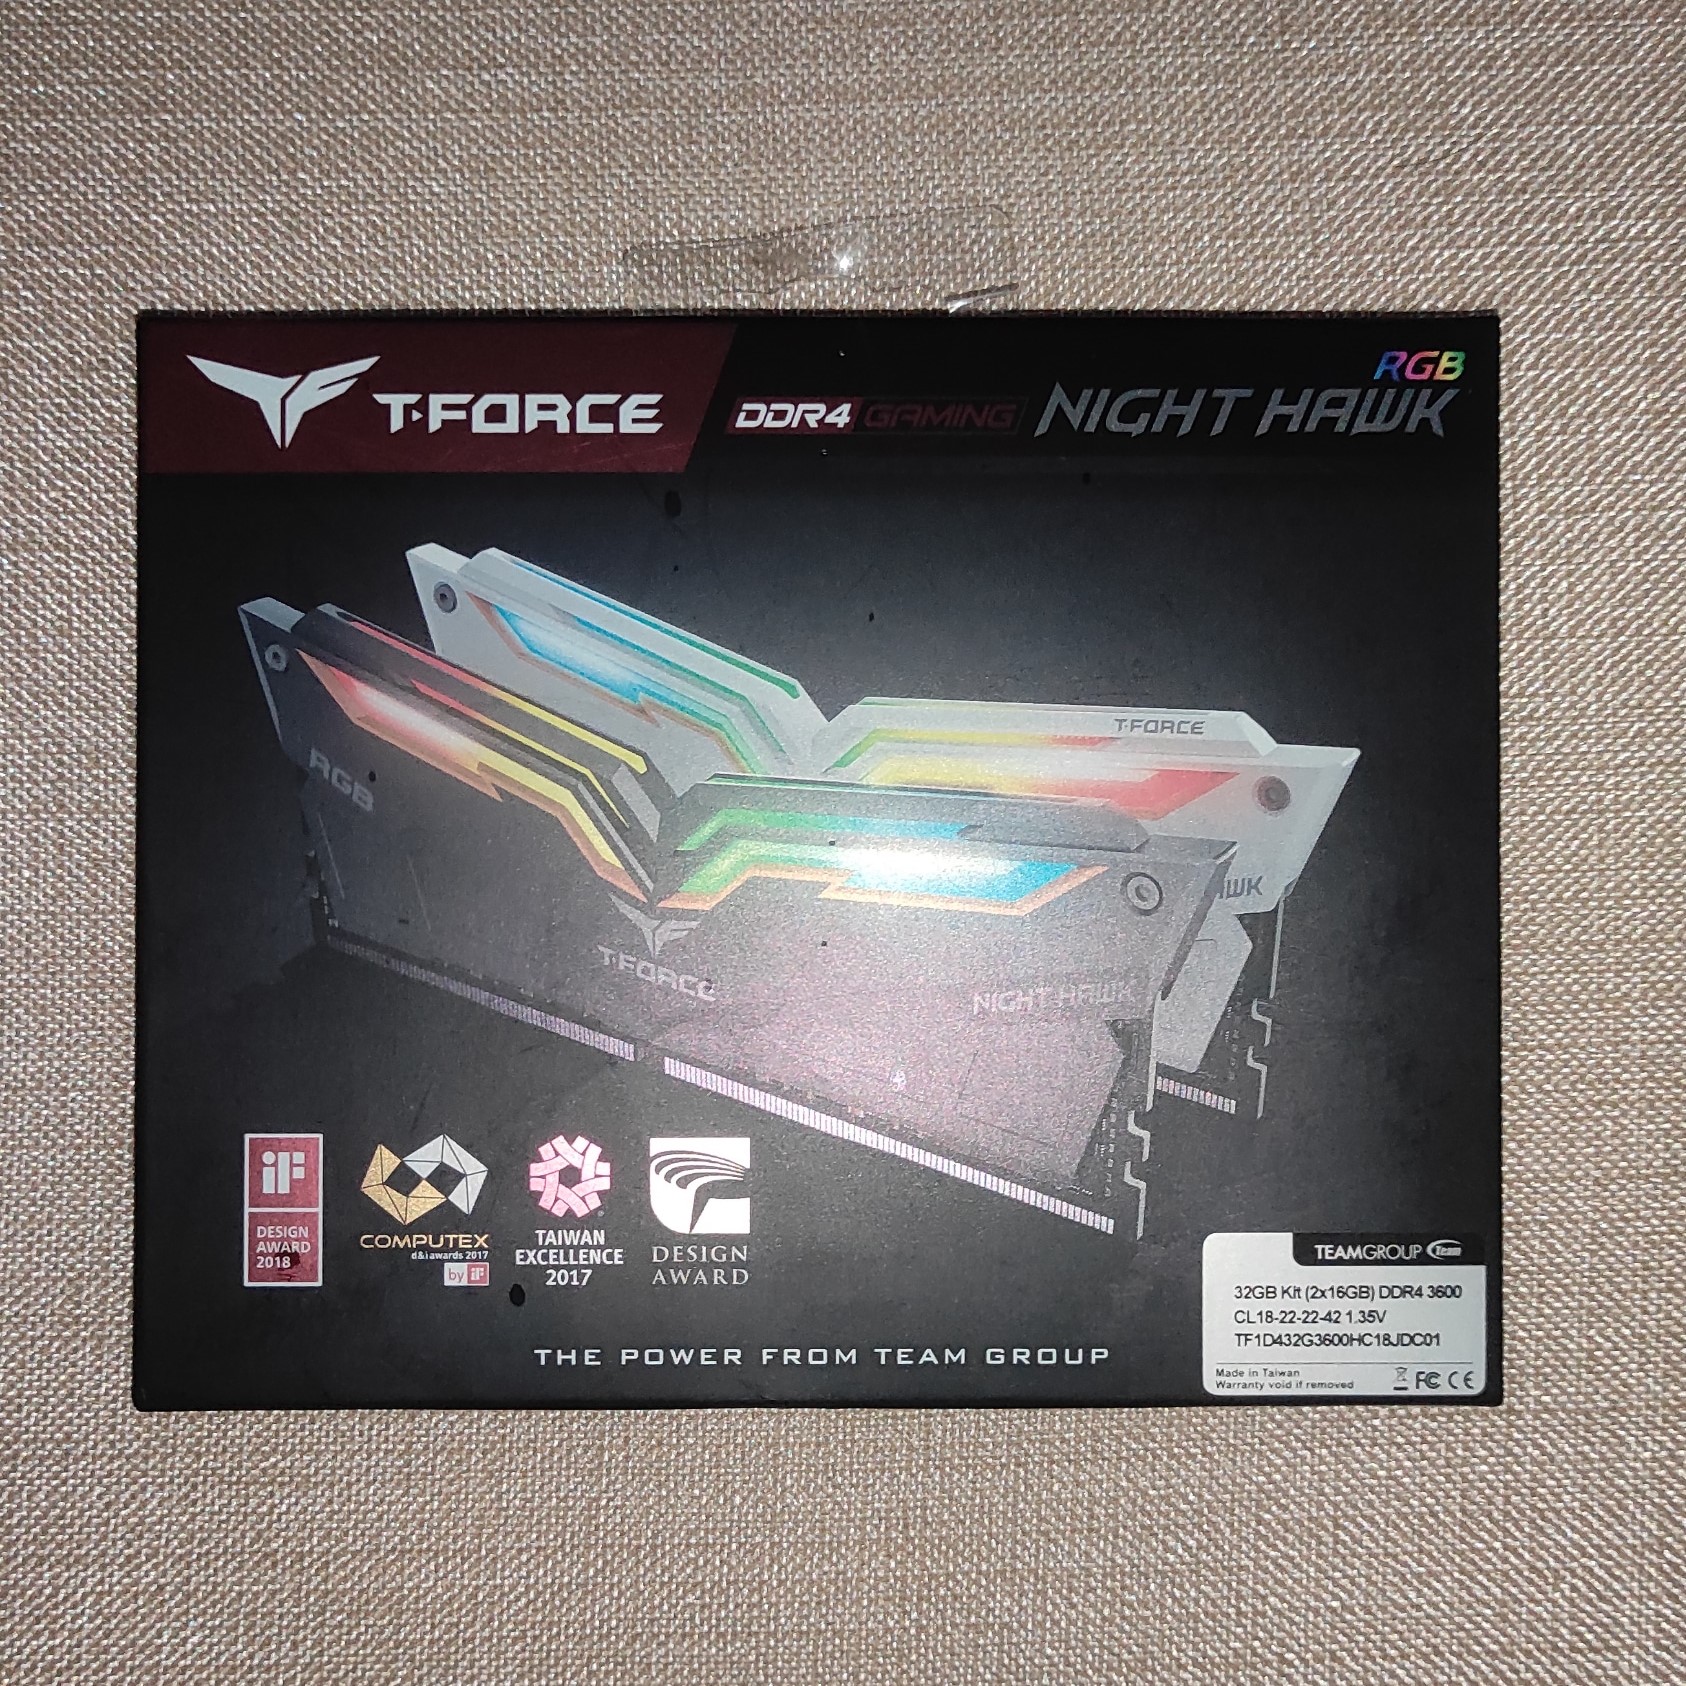 T-FORCE
DDR4 GAMING
RGB
NIGHT HAWK
T-FORCE
RGB
WK
T-FORCE
NIGHT HAWK
iF
DESIGN
AWARD
2018
COMPUTEX
d&i awards 2017
by iF
TAIWAN
EXCELLENCE
2017
DESIGN
AWARD
THE POWER FROM TEAM GROUP
TEAMGROUP Team
32GB Kit (2x16GB) DDR4 3600
CL18-22-22-42 1.35V
TF1D432G3600HC18JDC01
Made in Taiwan
Warranty void if removed
FC CE